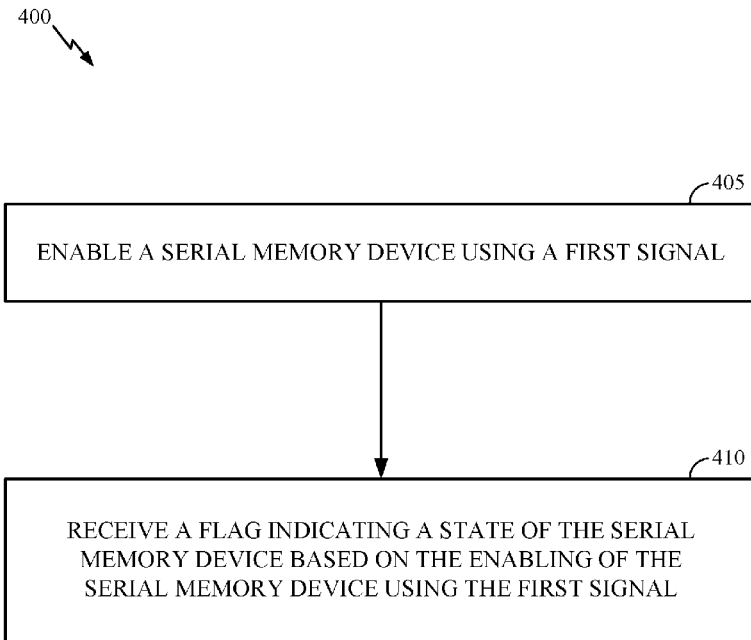 400
405
ENABLE A SERIAL MEMORY DEVICE USING A FIRST SIGNAL
410
RECEIVE A FLAG INDICATING A STATE OF THE SERIAL
MEMORY DEVICE BASED ON THE ENABLING OF THE
SERIAL MEMORY DEVICE USING THE FIRST SIGNAL